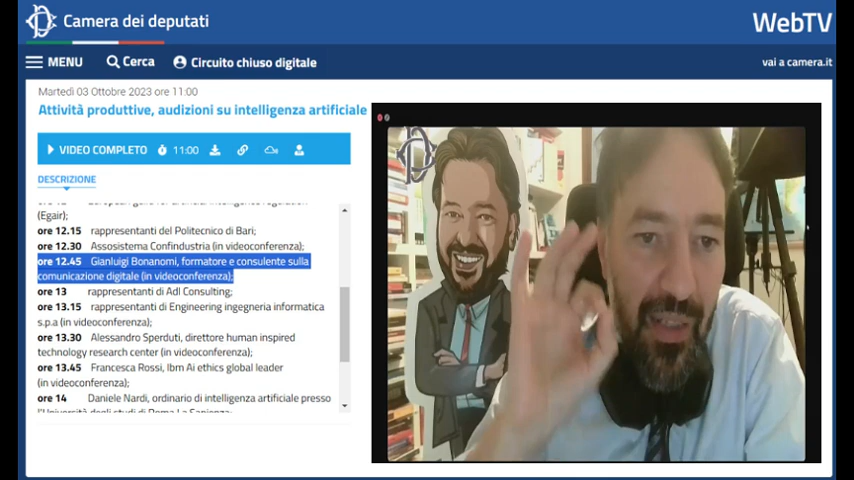 Camera dei deputati
WebTV
MENU
Cerca
Circuito chiuso digitale
vai a camera.it
Martedì 03 Ottobre 2023 ore 11:00
Attività produttive, audizioni su intelligenza artificiale
VIDEO COMPLETO 11:00
DESCRIZIONE
(Egair);
ore 12.15 rappresentanti del Politecnico di Bari;
ore 12.30 Assosistema Confindustria (in videoconferenza);
ore 12.45 Gianluigi Bonanomi, formatore e consulente sulla
comunicazione digitale (in videoconferenza);
ore 13 rappresentanti di Adl Consulting;
ore 13.15 rappresentanti di Engineering ingegneria informatica
s.p.a (in videoconferenza);
ore 13.30 Alessandro Sperduti, direttore human inspired
technology research center (in videoconferenza);
ore 13.45 Francesca Rossi, Ibm Ai ethics global leader
(in videoconferenza);
ore 14 Daniele Nardi, ordinario di intelligenza artificiale presso